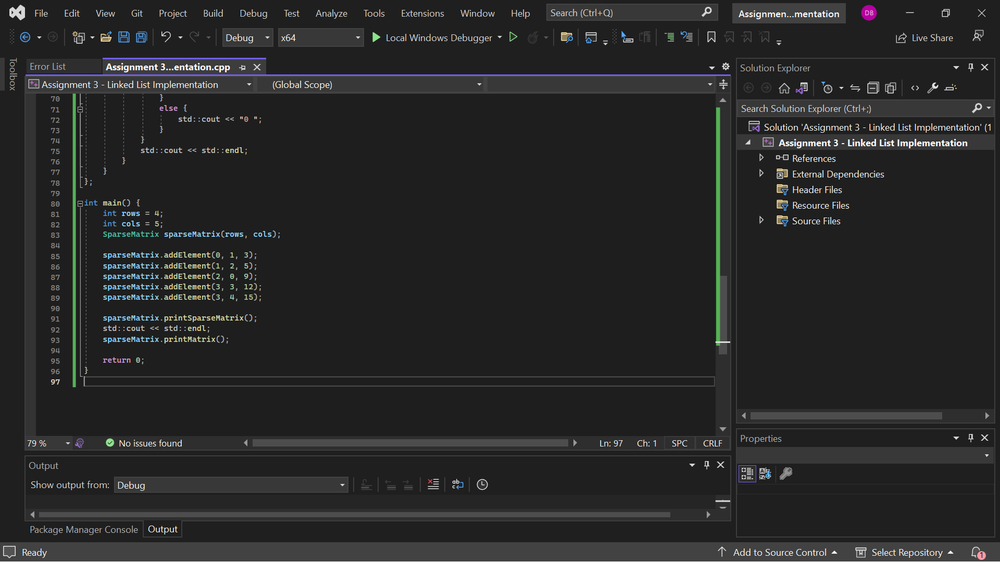 File Edit View Git Project Build Debug Test Analyze Tools Extensions Window Help Search (Ctrl+Q) Assignmen...mentation DB
Debug x64 Local Windows Debugger Live Share
Toolbox
Error List Assignment 3...entation.cpp
Assignment 3 - Linked List Implementation (Global Scope)
70 }
71 else {
72 std::cout << "0 ";
73 }
74 }
75 std::cout << std::endl;
76 }
77 }
78 };
79
80 int main() {
81 int rows = 4;
82 int cols = 5;
83 SparseMatrix sparseMatrix(rows, cols);
84
85 sparseMatrix.addElement(0, 1, 3);
86 sparseMatrix.addElement(1, 2, 5);
87 sparseMatrix.addElement(2, 0, 9);
88 sparseMatrix.addElement(3, 3, 12);
89 sparseMatrix.addElement(3, 4, 15);
90
91 sparseMatrix.printSparseMatrix();
92 std::cout << std::endl;
93 sparseMatrix.printMatrix();
94
95 return 0;
96 }
97
79 % No issues found Ln: 97 Ch: 1 SPC CRLF
Output
Show output from: Debug
Package Manager Console Output
Solution Explorer
Search Solution Explorer (Ctrl+;)
Solution 'Assignment 3 - Linked List Implementation' (1
Assignment 3 - Linked List Implementation
References
External Dependencies
Header Files
Resource Files
Source Files
Properties
Ready Add to Source Control Select Repository 1